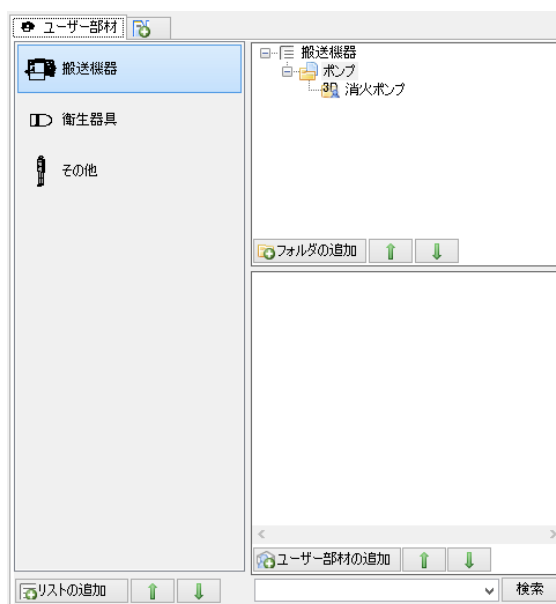 ユーザー部材
搬送機器
衛生器具
その他
搬送機器
ポンプ
3D 消火ポンプ
フォルダの追加
ユーザー部材の追加
リストの追加
検索